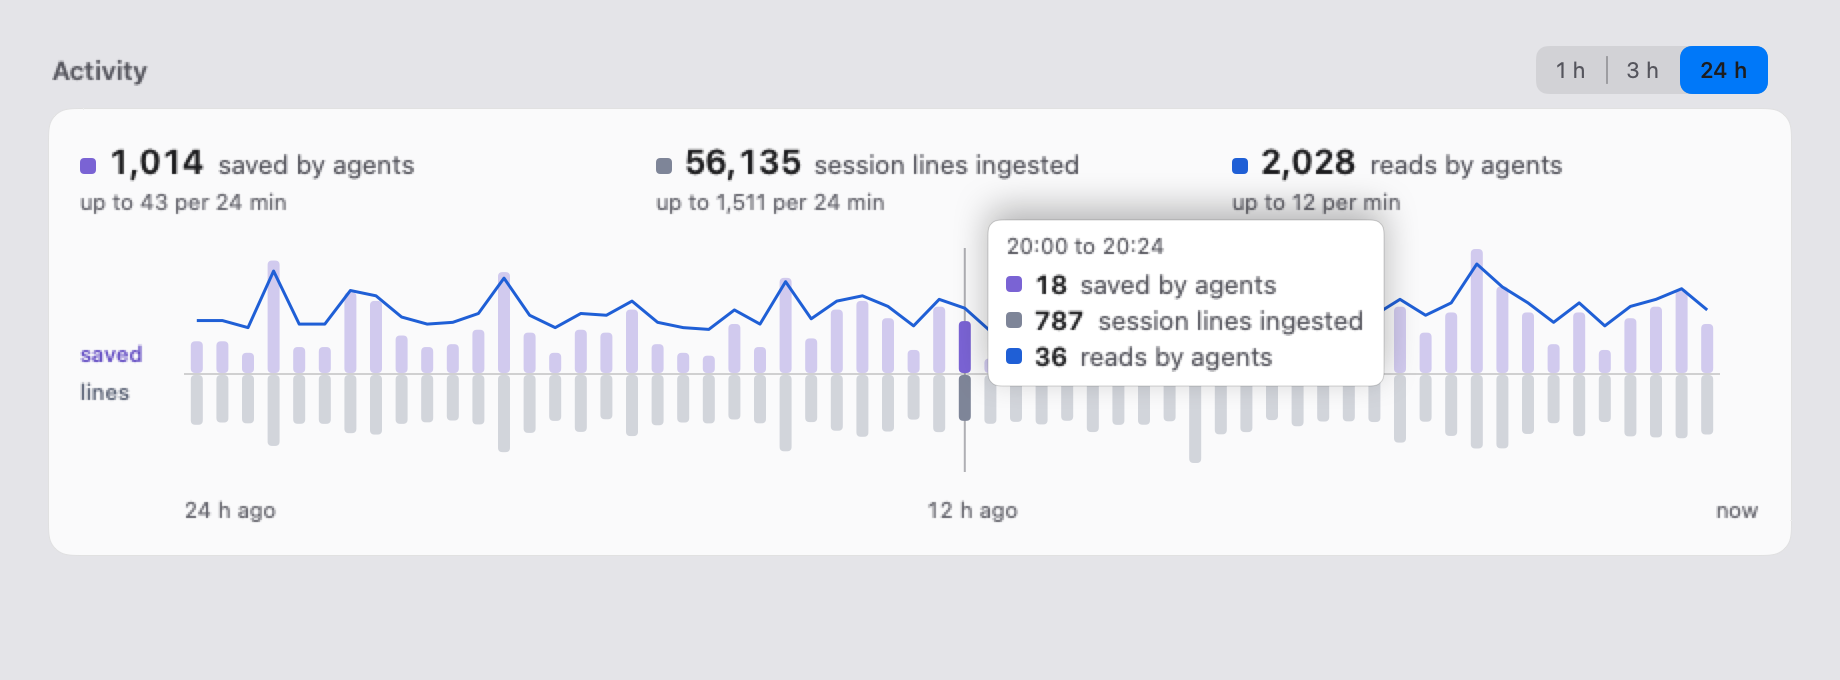 Activity
1 h
3 h
24 h
1,014 saved by agents
up to 43 per 24 min
56,135 session lines ingested
up to 1,511 per 24 min
2,028 reads by agents
up to 12 per min
20:00 to 20:24
18 saved by agents
787 session lines ingested
36 reads by agents
saved
lines
24 h ago
12 h ago
now